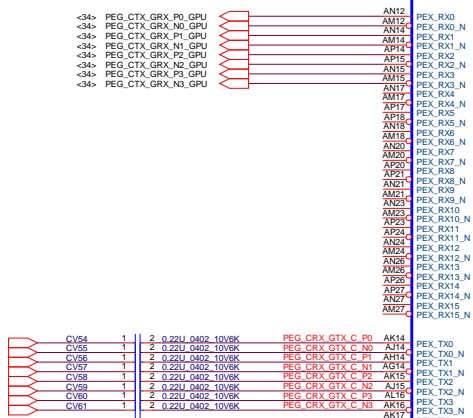 <34> PEG_CTX_GRX_P0_GPU AN12 PEX_RX0
<34> PEG_CTX_GRX_N0_GPU AM12 PEX_RX0_N
<34> PEG_CTX_GRX_P1_GPU AN14 PEX_RX1
<34> PEG_CTX_GRX_N1_GPU AM14 PEX_RX1_N
<34> PEG_CTX_GRX_P2_GPU AP14 PEX_RX2
<34> PEG_CTX_GRX_N2_GPU AP15 PEX_RX2_N
<34> PEG_CTX_GRX_P3_GPU AN15 PEX_RX3
<34> PEG_CTX_GRX_N3_GPU AM15 PEX_RX3_N
AN17 PEX_RX4
AM17 PEX_RX4_N
AP17 PEX_RX5
AP18 PEX_RX5_N
AN18 PEX_RX6
AM18 PEX_RX6_N
AN20 PEX_RX7
AM20 PEX_RX7_N
AP20 PEX_RX8
AP21 PEX_RX8_N
AN21 PEX_RX9
AM21 PEX_RX9_N
AN23 PEX_RX10
AM23 PEX_RX10_N
AP23 PEX_RX11
AP24 PEX_RX11_N
AN24 PEX_RX12
AM24 PEX_RX12_N
AN26 PEX_RX13
AM26 PEX_RX13_N
AP26 PEX_RX14
AP27 PEX_RX14_N
AN27 PEX_RX15
AM27 PEX_RX15_N
CV54 1 2 0.22U_0402_10V6K PEG_CRX_GTX_C_P0 AK14 PEX_TX0
CV55 1 2 0.22U_0402_10V6K PEG_CRX_GTX_C_N0 AJ14 PEX_TX0_N
CV56 1 2 0.22U_0402_10V6K PEG_CRX_GTX_C_P1 AH14 PEX_TX1
CV57 1 2 0.22U_0402_10V6K PEG_CRX_GTX_C_N1 AG14 PEX_TX1_N
CV58 1 2 0.22U_0402_10V6K PEG_CRX_GTX_C_P2 AK15 PEX_TX2
CV59 1 2 0.22U_0402_10V6K PEG_CRX_GTX_C_N2 AJ15 PEX_TX2_N
CV60 1 2 0.22U_0402_10V6K PEG_CRX_GTX_C_P3 AL16 PEX_TX3
CV61 1 2 0.22U_0402_10V6K PEG_CRX_GTX_C_N3 AK16 PEX_TX3_N
AK17